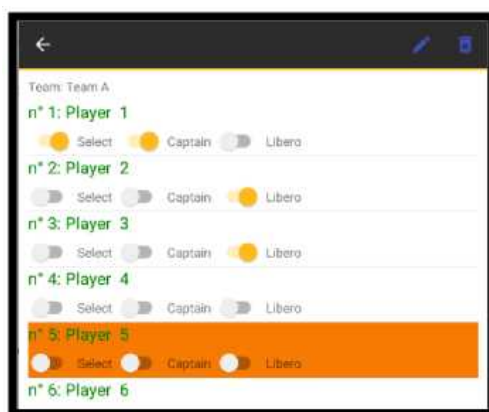 Team: Team A
n° 1: Player 1
Select Captain Libero
n° 2: Player 2
Select Captain Libero
n° 3: Player 3
Select Captain Libero
n° 4: Player 4
Select Captain Libero
n° 5: Player 5
Select Captain Libero
n° 6: Player 6